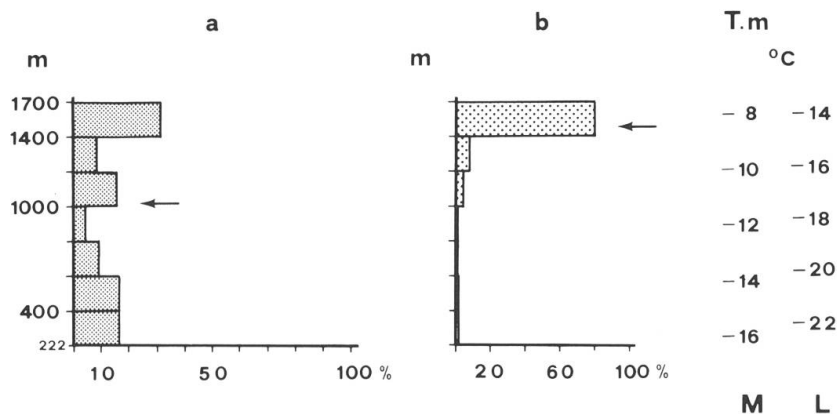 a b T.m
m m °C
1700
1400
1000
400
222
10 50 100 %
20 60 100 %
– 8 – 14
– 10 – 16
– 12 – 18
– 14 – 20
– 16 – 22
M L